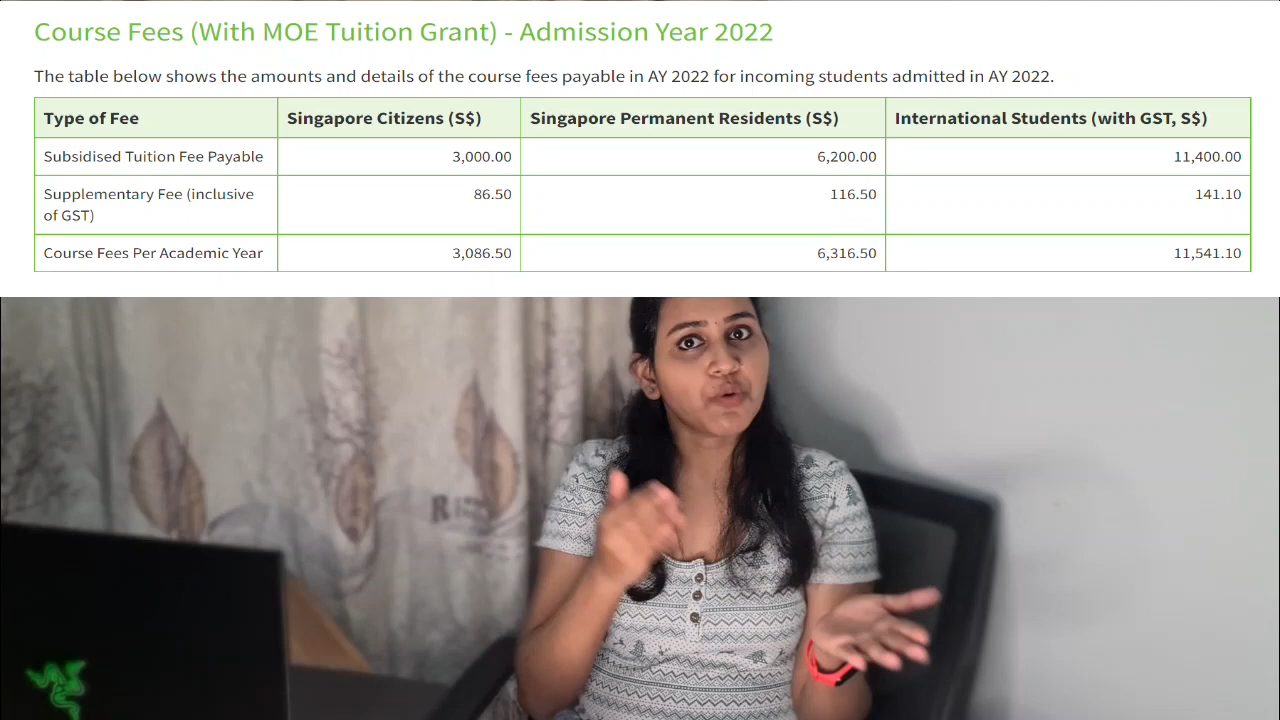 Course Fees (With MOE Tuition Grant) - Admission Year 2022
The table below shows the amounts and details of the course fees payable in AY 2022 for incoming students admitted in AY 2022.
Type of Fee Singapore Citizens (S$) Singapore Permanent Residents (S$) International Students (with GST, S$)
Subsidised Tuition Fee Payable 3,000.00 6,200.00 11,400.00
Supplementary Fee (inclusive 86.50 116.50 141.10
of GST)
Course Fees Per Academic Year 3,086.50 6,316.50 11,541.10